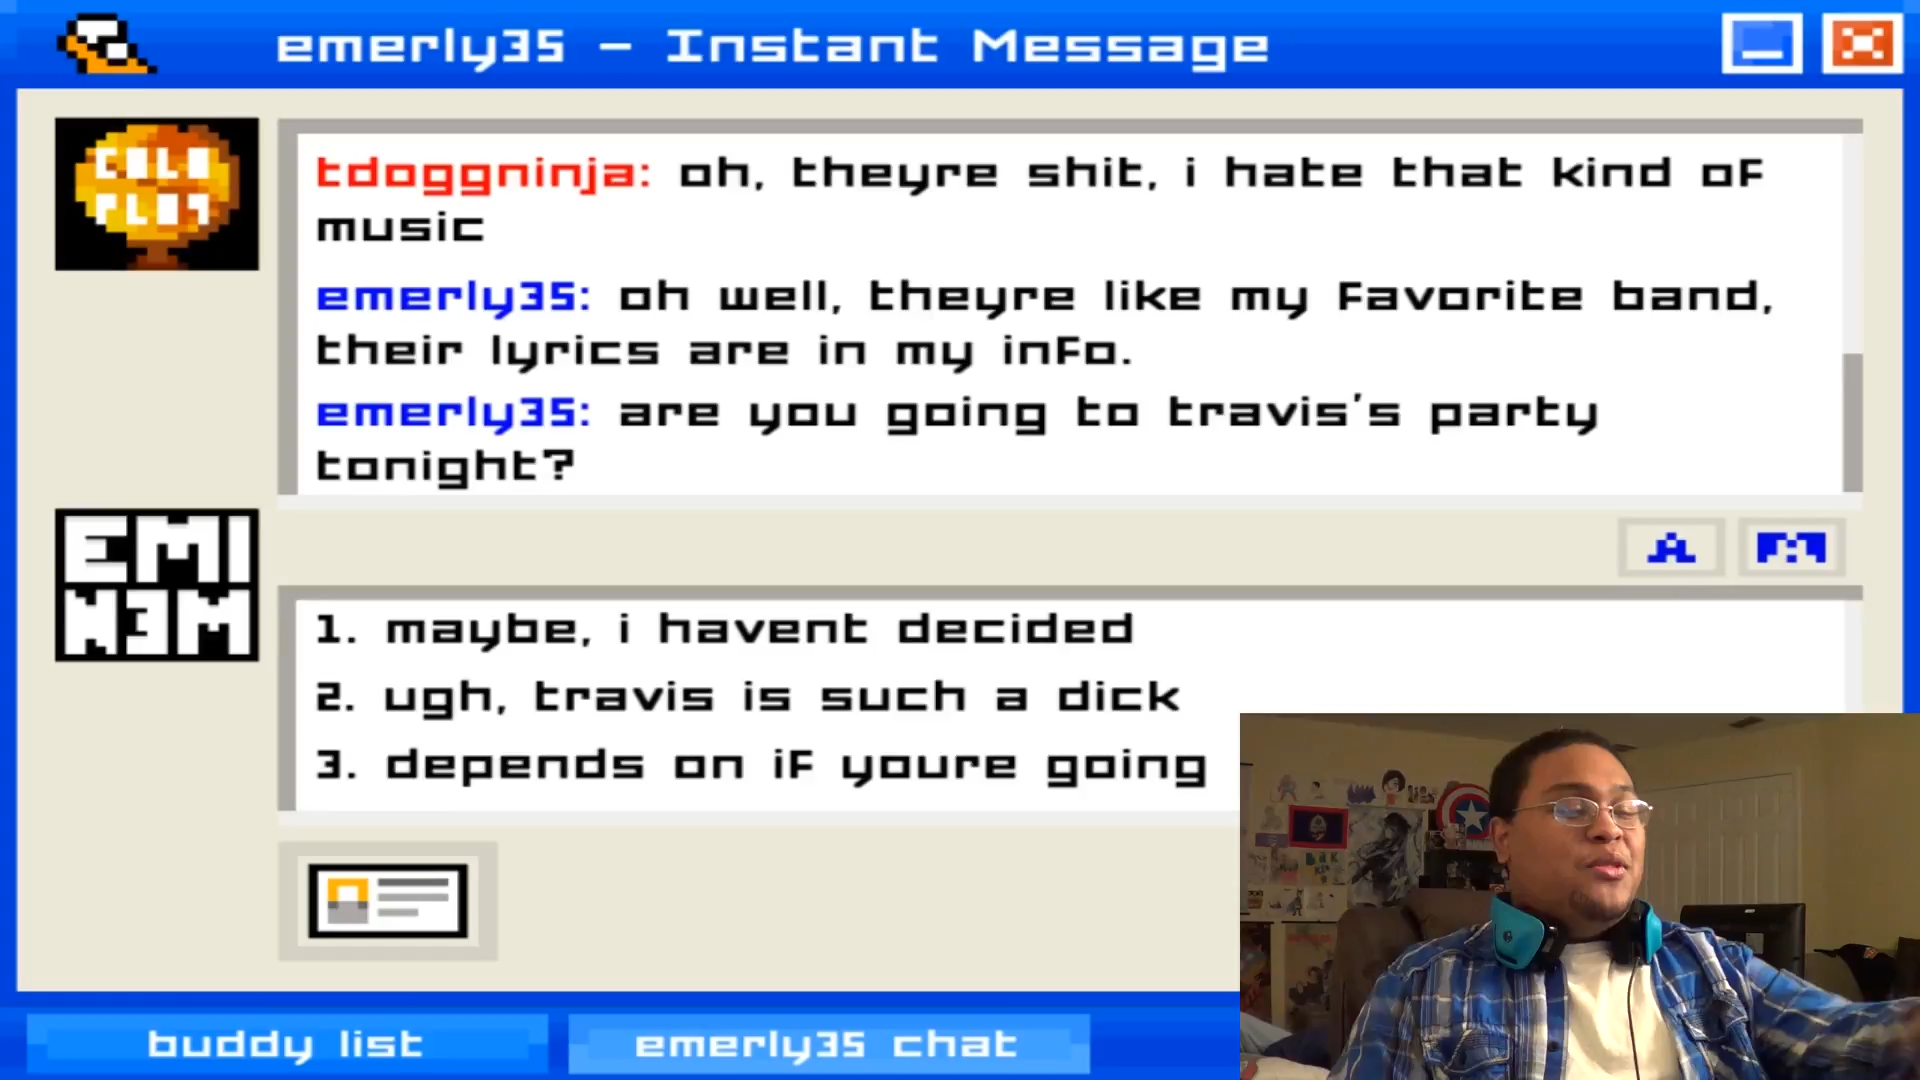 emerly35 - Instant Message
COLD
PLAY
tdoggninja: oh, theyre shit, i hate that kind of
music
emerly35: oh well, theyre like my favorite band,
their lyrics are in my info.
emerly35: are you going to travis's party
tonight?
EMI
N3M
A
1. maybe, i havent decided
2. ugh, travis is such a dick
3. depends on if youre going
buddy list
emerly35 chat